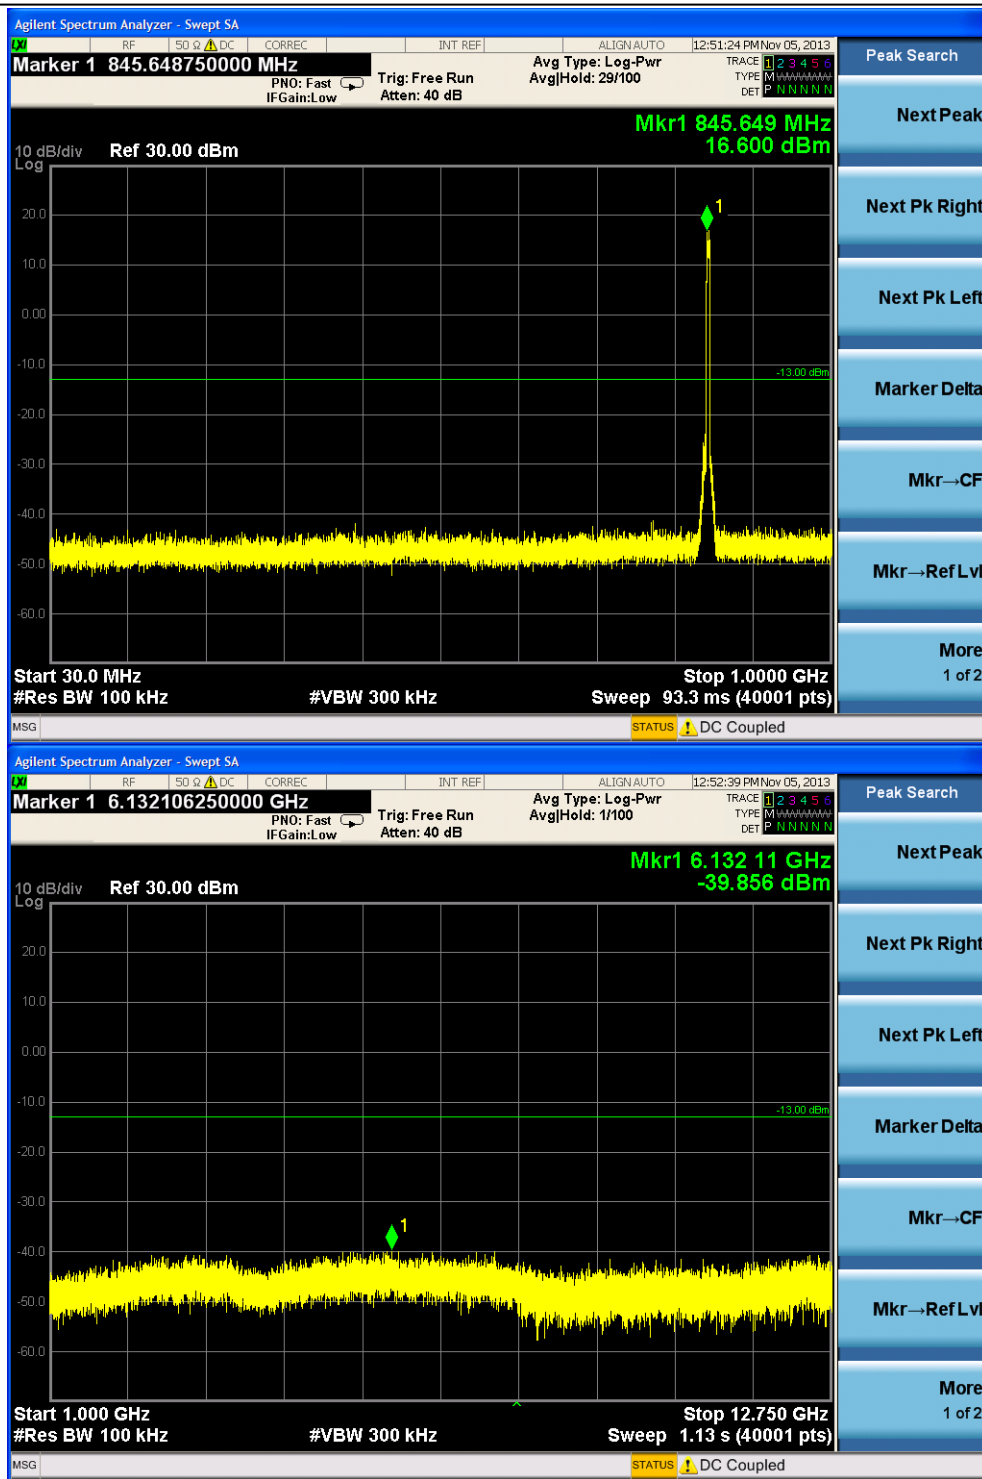 Agilent Spectrum Analyzer - Swept SA
LXI RF 50 Ω DC CORREC INT REF ALIGN AUTO 12:51:24 PM Nov 05, 2013
Marker 1 845.648750000 MHz
PNO: Fast
IFGain:Low
Trig: Free Run
Atten: 40 dB
Avg Type: Log-Pwr
Avg|Hold: 29/100
TRACE 1 2 3 4 5 6
TYPE M
DET P N N N N N
Mkr1 845.649 MHz
16.600 dBm
10 dB/div Ref 30.00 dBm
Log
20.0
10.0
0.00
-10.0
-20.0
-30.0
-40.0
-50.0
-60.0
1
-13.00 dBm
Start 30.0 MHz Stop 1.0000 GHz
#Res BW 100 kHz #VBW 300 kHz Sweep 93.3 ms (40001 pts)
MSG STATUS DC Coupled
Peak Search
Next Peak
Next Pk Right
Next Pk Left
Marker Delta
Mkr→CF
Mkr→Ref Lvl
More
1 of 2
Agilent Spectrum Analyzer - Swept SA
LXI RF 50 Ω DC CORREC INT REF ALIGN AUTO 12:52:39 PM Nov 05, 2013
Marker 1 6.132106250000 GHz
PNO: Fast
IFGain:Low
Trig: Free Run
Atten: 40 dB
Avg Type: Log-Pwr
Avg|Hold: 1/100
TRACE 1 2 3 4 5 6
TYPE M
DET P N N N N N
Mkr1 6.132 11 GHz
-39.856 dBm
10 dB/div Ref 30.00 dBm
Log
20.0
10.0
0.00
-10.0
-20.0
-30.0
-40.0
-50.0
-60.0
1
-13.00 dBm
Start 1.000 GHz Stop 12.750 GHz
#Res BW 100 kHz #VBW 300 kHz Sweep 1.13 s (40001 pts)
MSG STATUS DC Coupled
Peak Search
Next Peak
Next Pk Right
Next Pk Left
Marker Delta
Mkr→CF
Mkr→Ref Lvl
More
1 of 2